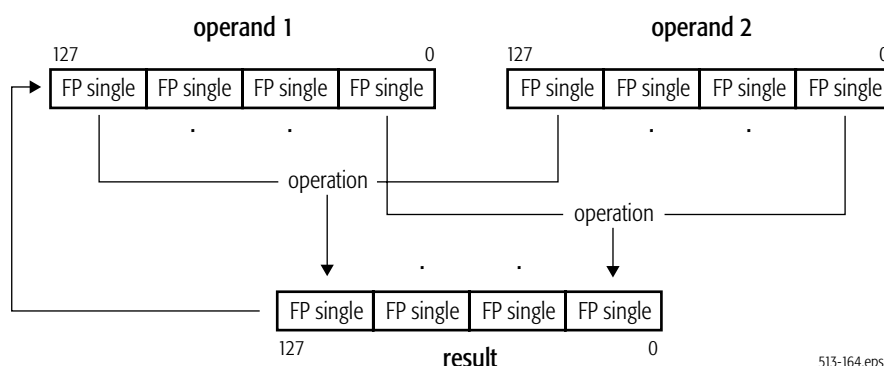 operand 1 operand 2
127 0 127 0
FP single FP single FP single FP single FP single FP single FP single FP single
. . . .
operation
operation
. .
FP single FP single FP single FP single
127 0
result
513-164.eps